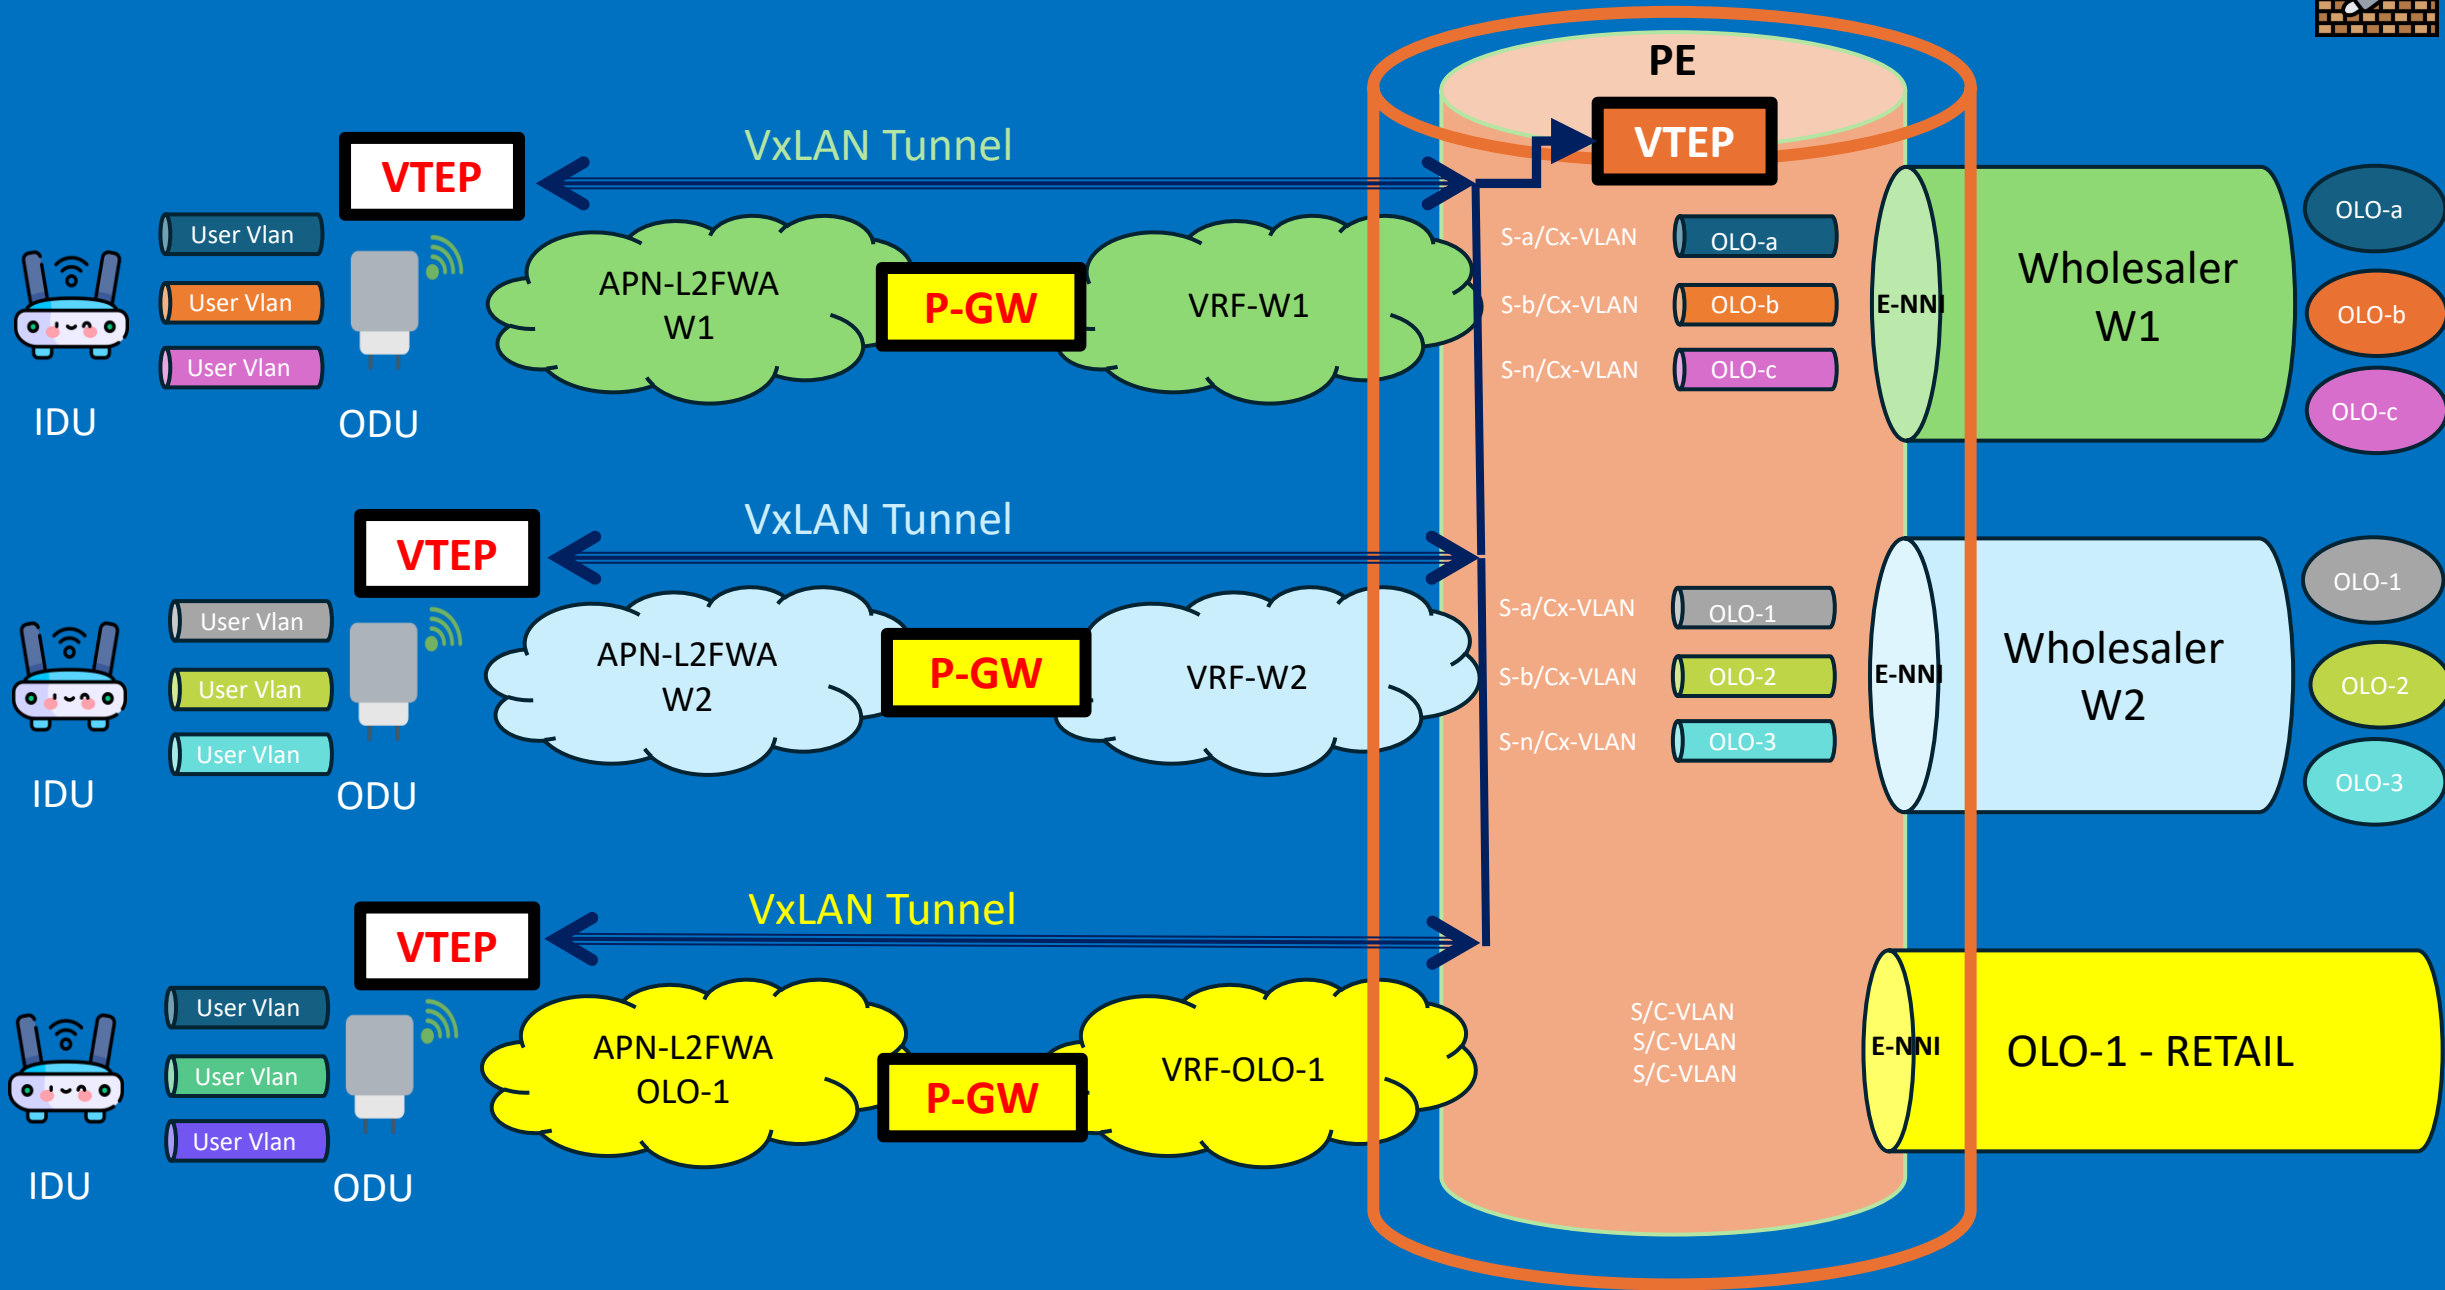 PE
VTEP
VxLAN Tunnel
VTEP
User Vlan
User Vlan
User Vlan
IDU
ODU
APN-L2FWA
W1
P-GW
VRF-W1
S-a/Cx-VLAN
OLO-a
S-b/Cx-VLAN
OLO-b
S-n/Cx-VLAN
OLO-c
E-NNI
Wholesaler
W1
OLO-a
OLO-b
OLO-c
VTEP
VxLAN Tunnel
User Vlan
User Vlan
User Vlan
IDU
ODU
APN-L2FWA
W2
P-GW
VRF-W2
S-a/Cx-VLAN
OLO-1
S-b/Cx-VLAN
OLO-2
S-n/Cx-VLAN
OLO-3
E-NNI
Wholesaler
W2
OLO-1
OLO-2
OLO-3
VTEP
VxLAN Tunnel
User Vlan
User Vlan
User Vlan
IDU
ODU
APN-L2FWA
OLO-1
P-GW
VRF-OLO-1
S/C-VLAN
S/C-VLAN
S/C-VLAN
E-NNI
OLO-1 - RETAIL